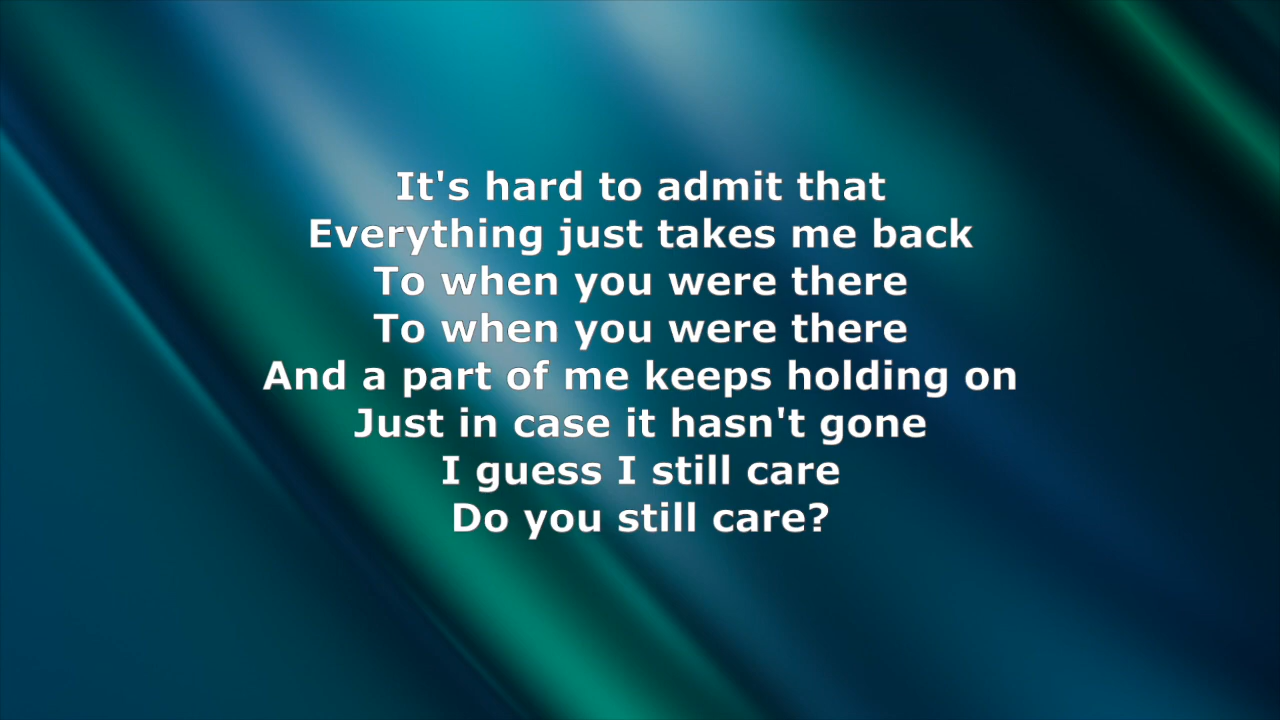 It's hard to admit that
Everything just takes me back
To when you were there
To when you were there
And a part of me keeps holding on
Just in case it hasn't gone
I guess I still care
Do you still care?